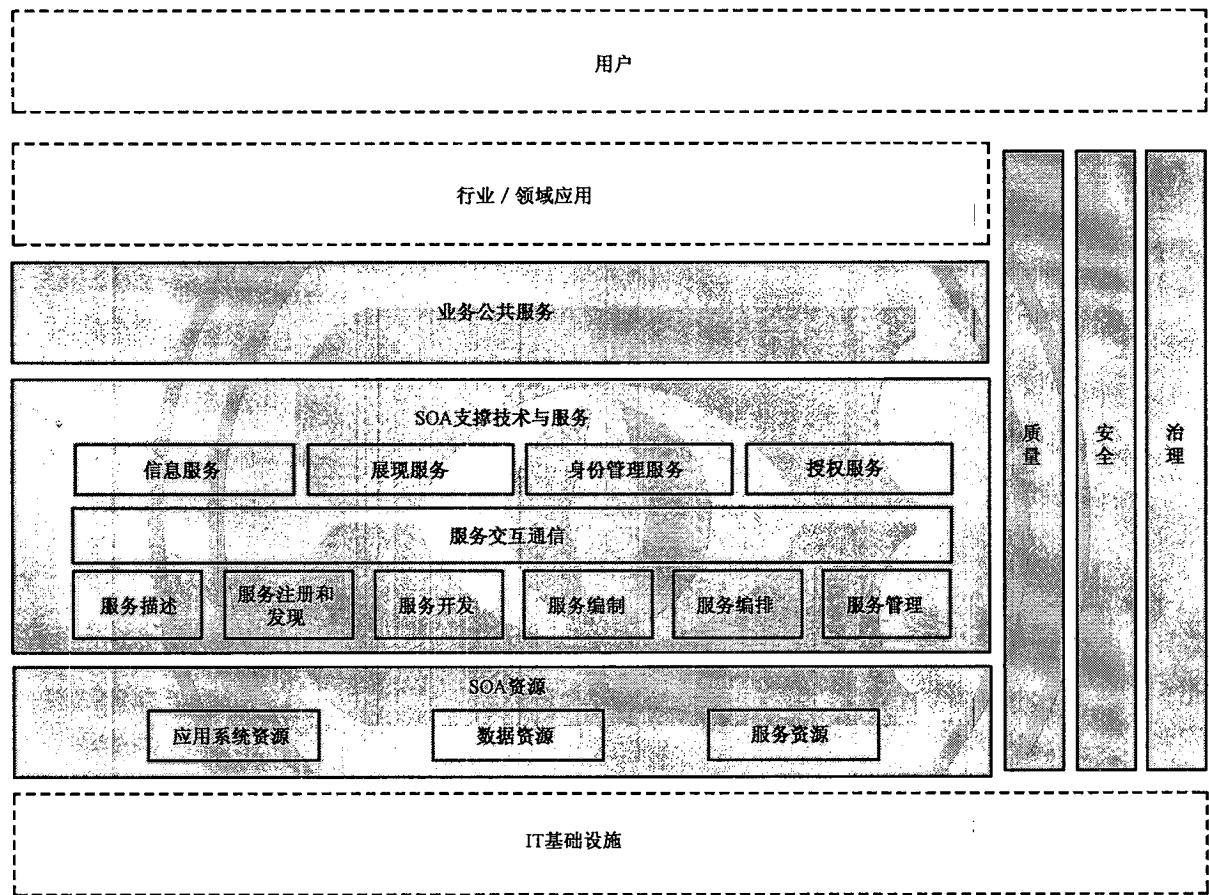 用户
行业 / 领域应用
业务公共服务
SOA支撑技术与服务
信息服务
展现服务
身份管理服务
授权服务
服务交互通信
服务描述
服务注册和
发现
服务开发
服务编制
服务编排
服务管理
SOA资源
应用系统资源
数据资源
服务资源
质量
安全
治理
IT基础设施